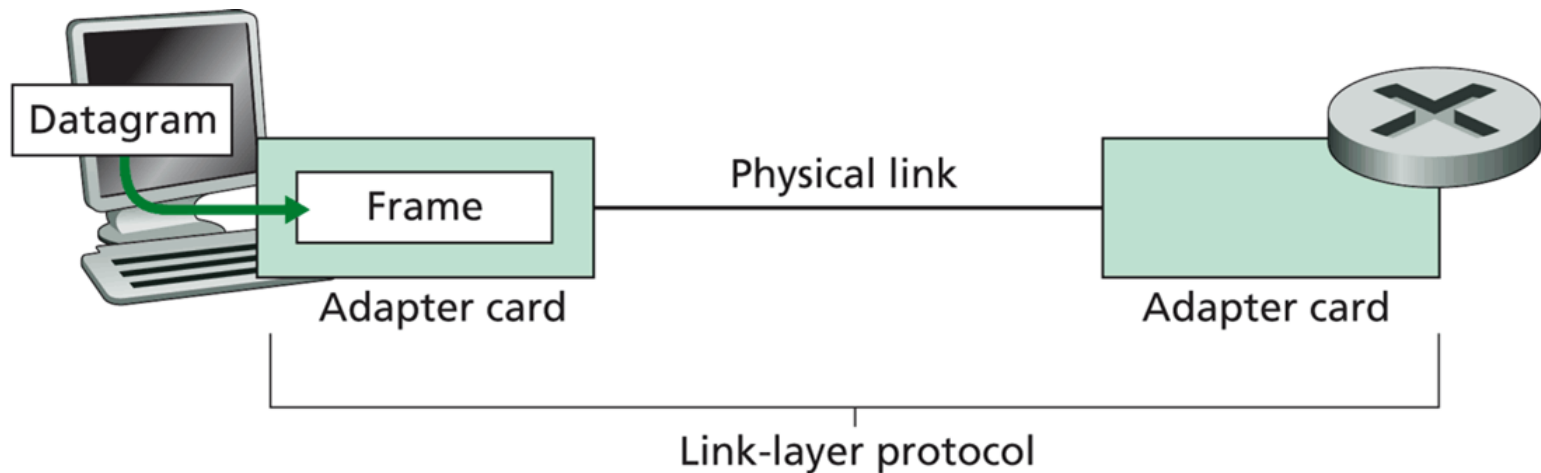 Datagram
Frame
Physical link
Adapter card
Adapter card
Link-layer protocol